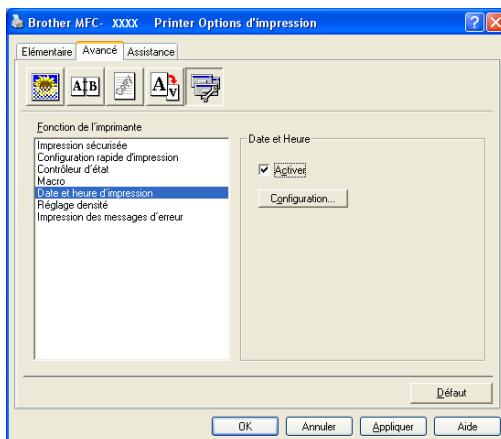 Brother MFC- XXXX Printer Options d'impression
Elémentaire Avancé Assistance
A B A A
Fonction de l'imprimante
Impression sécurisée
Configuration rapide d'impression
Contrôleur d'état
Macro
Date et heure d'impression
Réglage densité
Impression des messages d'erreur
Date et Heure
Activer
Configuration...
Défaut
OK Annuler Appliquer Aide